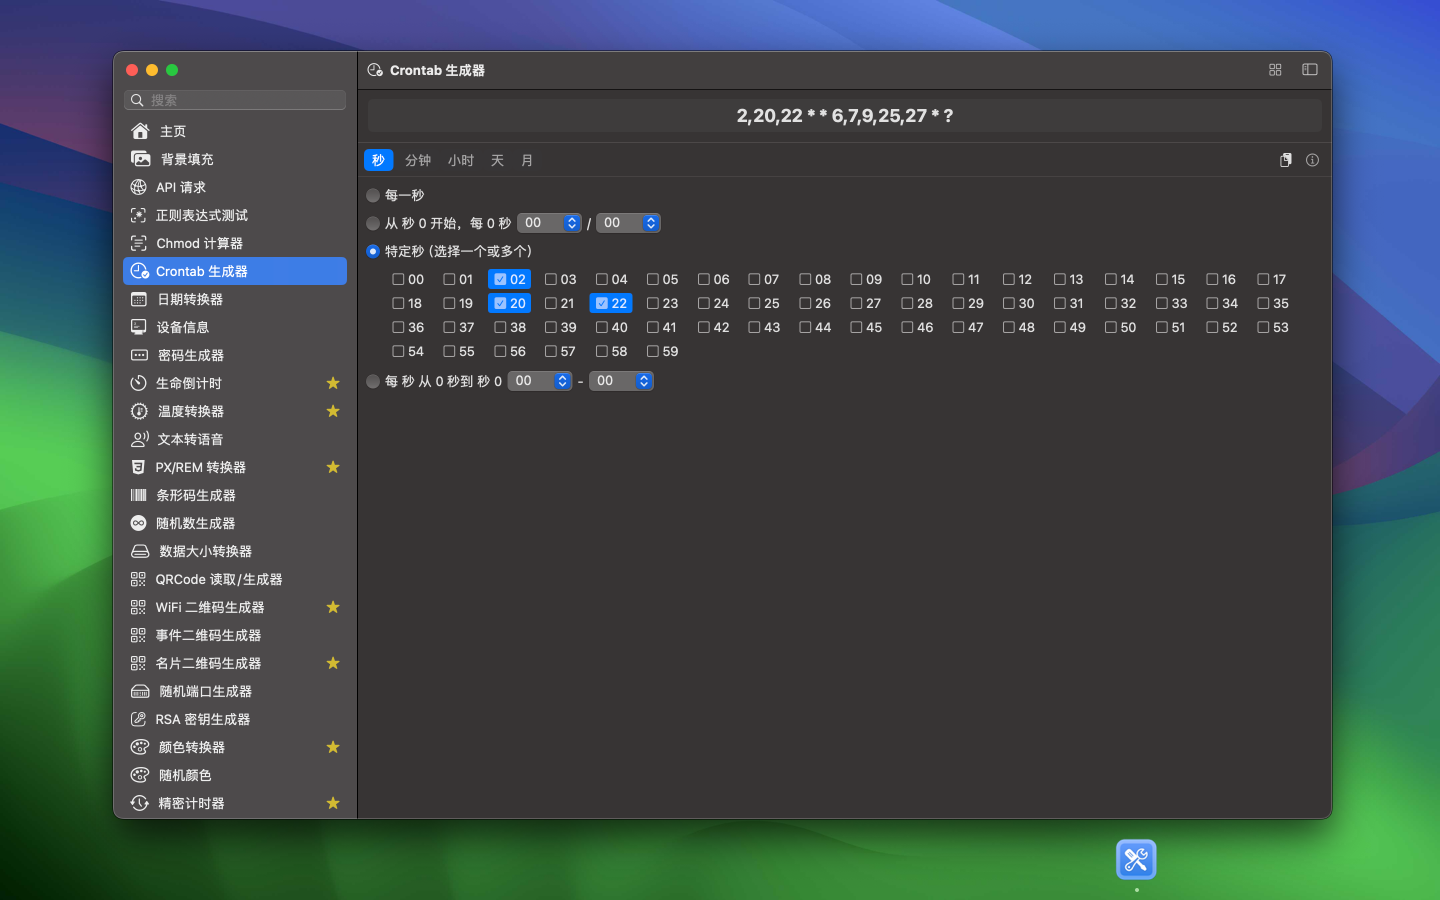 Crontab 生成器
搜索
主页
背景填充
API 请求
正则表达式测试
Chmod 计算器
Crontab 生成器
日期转换器
设备信息
密码生成器
生命倒计时
温度转换器
文本转语音
PX/REM 转换器
条形码生成器
随机数生成器
数据大小转换器
QRCode 读取/生成器
WiFi 二维码生成器
事件二维码生成器
名片二维码生成器
随机端口生成器
RSA 密钥生成器
颜色转换器
随机颜色
精密计时器
2,20,22 * * 6,7,9,25,27 * ?
秒 分钟 小时 天 月
每一秒
从 秒 0 开始，每 0 秒 00 / 00
特定秒 (选择一个或多个)
00 01 02 03 04 05 06 07 08 09 10 11 12 13 14 15 16 17
18 19 20 21 22 23 24 25 26 27 28 29 30 31 32 33 34 35
36 37 38 39 40 41 42 43 44 45 46 47 48 49 50 51 52 53
54 55 56 57 58 59
每 秒 从 0 秒到 秒 0 00 - 00